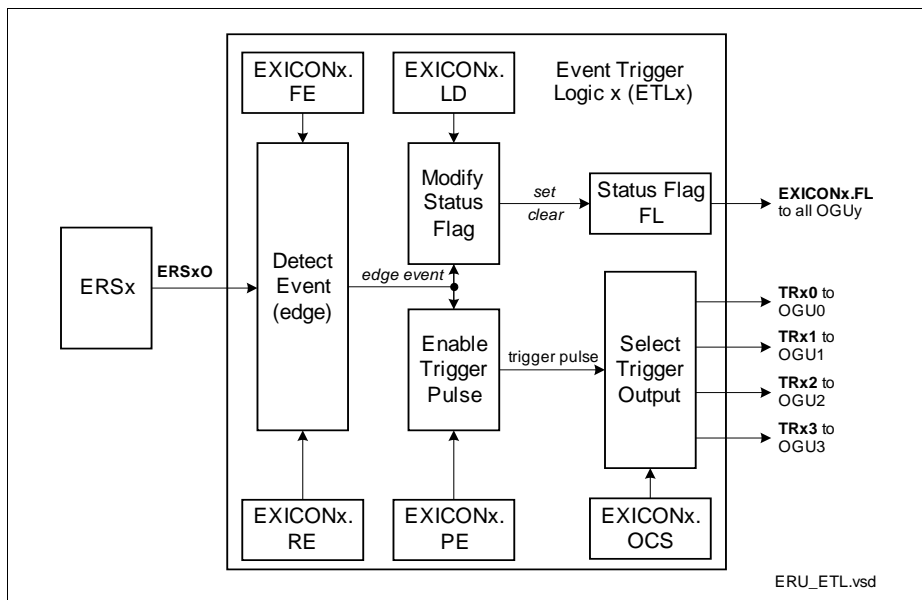 EXICONx.
FE
EXICONx.
LD
Event Trigger
Logic x (ETLx)
Modify
Status
Flag
set
clear
Status Flag
FL
EXICONx.FL
to all OGUy
ERSx
ERSxO
Detect
Event
(edge)
edge event
Enable
Trigger
Pulse
trigger pulse
Select
Trigger
Output
TRx0 to
OGU0
TRx1 to
OGU1
TRx2 to
OGU2
TRx3 to
OGU3
EXICONx.
RE
EXICONx.
PE
EXICONx.
OCS
ERU_ETL.vsd